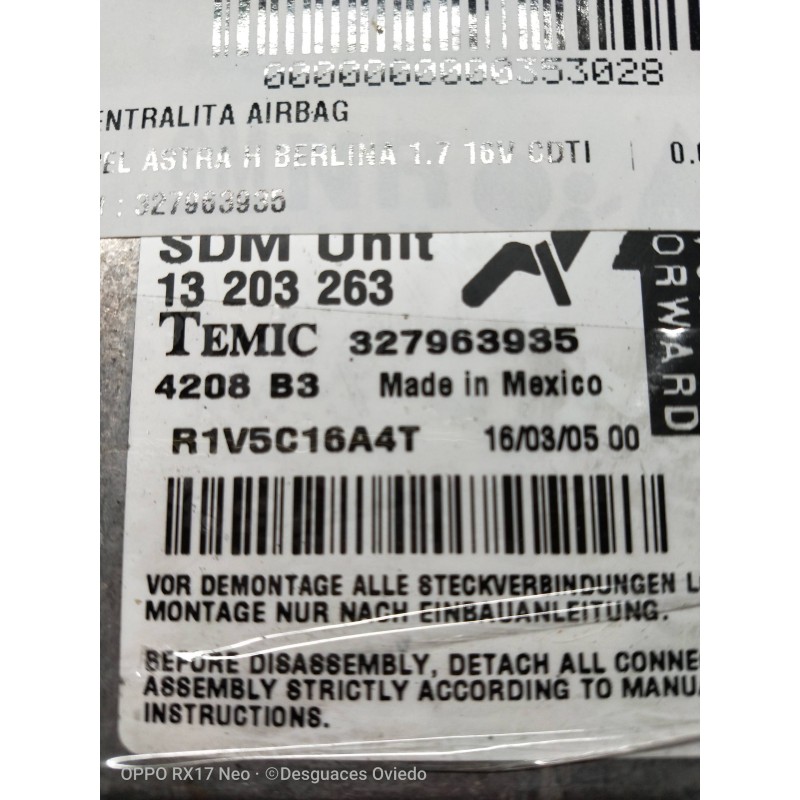 0000000000353028
ENTRALITA AIRBAG
EL ASTRA H BERLINA 1.7 16V CDTI | 0.
: 327963935
SDM Unit
13 203 263
TEMIC 327963935
4208 B3 Made in Mexico
R1V5C16A4T 16/03/05 00
ORWARD
VOR DEMONTAGE ALLE STECKVERBINDUNGEN L
MONTAGE NUR NACH EINBAUANLEITUNG.
BEFORE DISASSEMBLY, DETACH ALL CONNE
ASSEMBLY STRICTLY ACCORDING TO MANU
INSTRUCTIONS.
OPPO RX17 Neo · ©Desguaces Oviedo